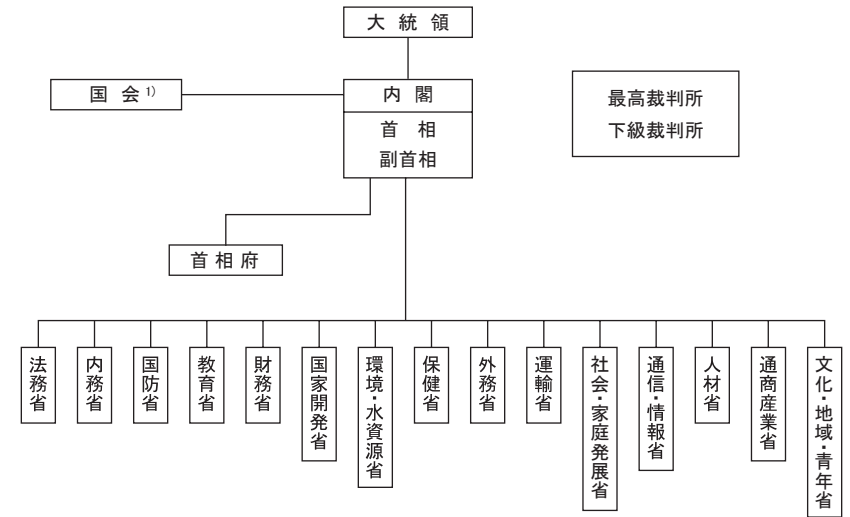 大統領
国会1)
内閣
首相
副首相
最高裁判所
下級裁判所
首相府
法務省
内務省
国防省
教育省
財務省
国家開発省
環境・水資源省
保健省
外務省
運輸省
社会・家庭発展省
通信・情報省
人材省
通商産業省
文化・地域・青年省